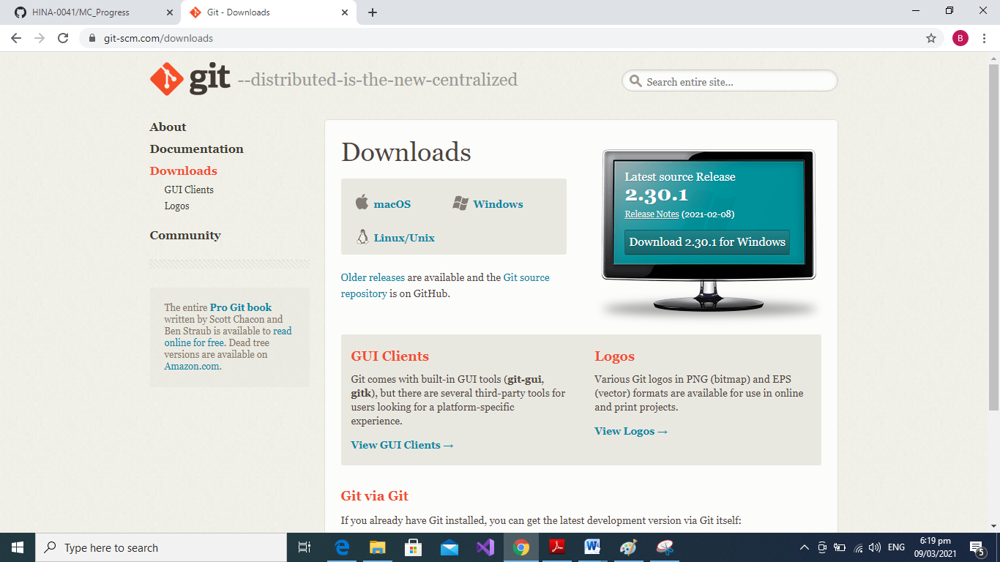 HINA-0041/MC_Progress
Git - Downloads
git-scm.com/downloads
B
git --distributed-is-the-new-centralized
Search entire site...
About
Documentation
Downloads
GUI Clients
Logos
Community
The entire Pro Git book
written by Scott Chacon and
Ben Straub is available to read
online for free. Dead tree
versions are available on
Amazon.com.
Downloads
macOS
Windows
Linux/Unix
Older releases are available and the Git source
repository is on GitHub.
Latest source Release
2.30.1
Release Notes (2021-02-08)
Download 2.30.1 for Windows
GUI Clients
Git comes with built-in GUI tools (git-gui,
gitk), but there are several third-party tools for
users looking for a platform-specific
experience.
View GUI Clients →
Logos
Various Git logos in PNG (bitmap) and EPS
(vector) formats are available for use in online
and print projects.
View Logos →
Git via Git
If you already have Git installed, you can get the latest development version via Git itself:
Type here to search
ENG
6:19 pm
09/03/2021
5